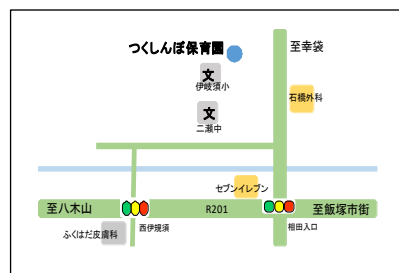 つくしんぼ保育園
至幸袋
文
伊岐須小
石橋外科
文
二瀬中
セブンイレブン
至八木山
R201
至飯塚市街
ふくはだ皮膚科
西伊規須
相田入口